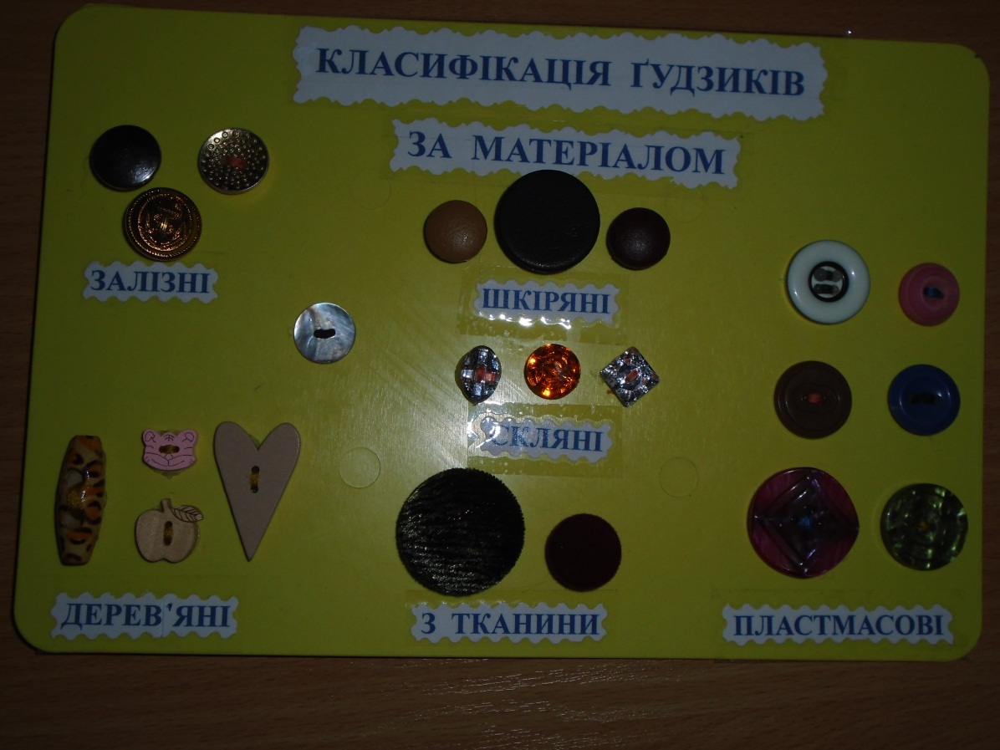 КЛАСИФІКАЦІЯ ҐУДЗИКІВ
ЗА МАТЕРІАЛОМ
ЗАЛІЗНІ
ШКІРЯНІ
СКЛЯНІ
ДЕРЕВ'ЯНІ
З ТКАНИНИ
ПЛАСТМАСОВІ